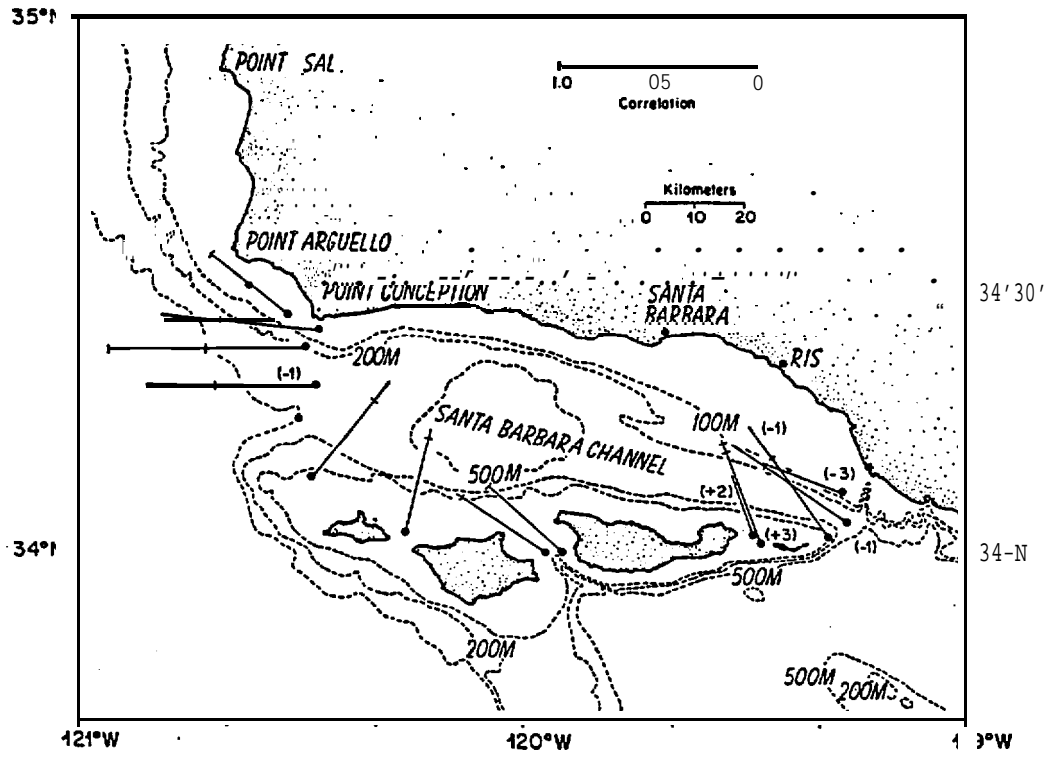 POINT SAL.
1.0 05 0
Correlation
Kilometers
0 10 20
POINT ARGUELLO
POINT CONCEPTION
SANTA
BARBARA
34'30'
RIS
200M
(-1)
SANTA BARBARA CHANNEL
100M
(-1)
500M
(-3)
(+2)
(+3)
(-1)
34-N
500M
200M
500M
200M
121°W
120°W